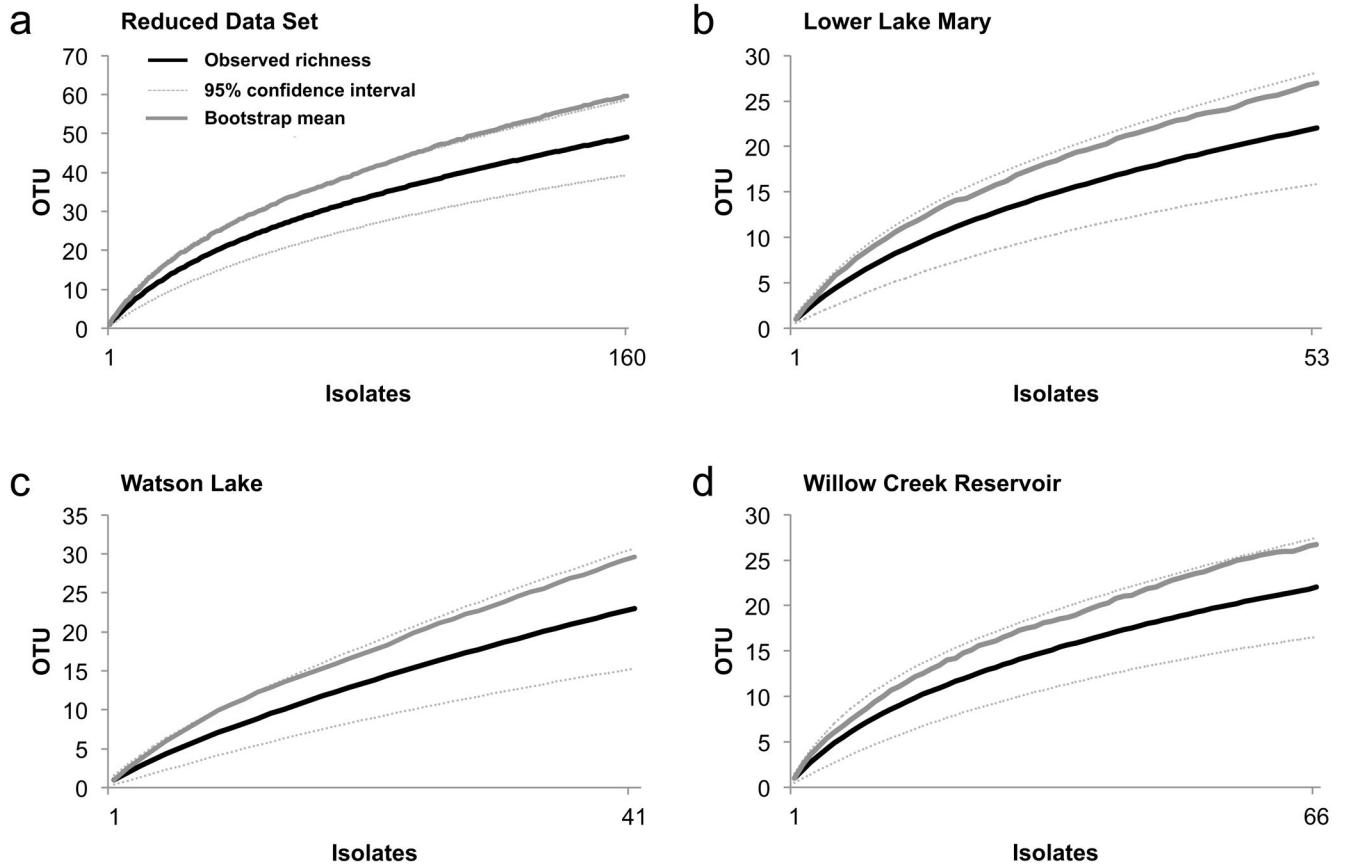 a
Reduced Data Set
70
60
50
40
30
20
10
0
OTU
Observed richness
95% confidence interval
Bootstrap mean
1
160
Isolates
b
Lower Lake Mary
30
25
20
15
10
5
0
OTU
1
53
Isolates
c
Watson Lake
35
30
25
20
15
10
5
0
OTU
1
41
Isolates
d
Willow Creek Reservoir
30
25
20
15
10
5
0
OTU
1
66
Isolates